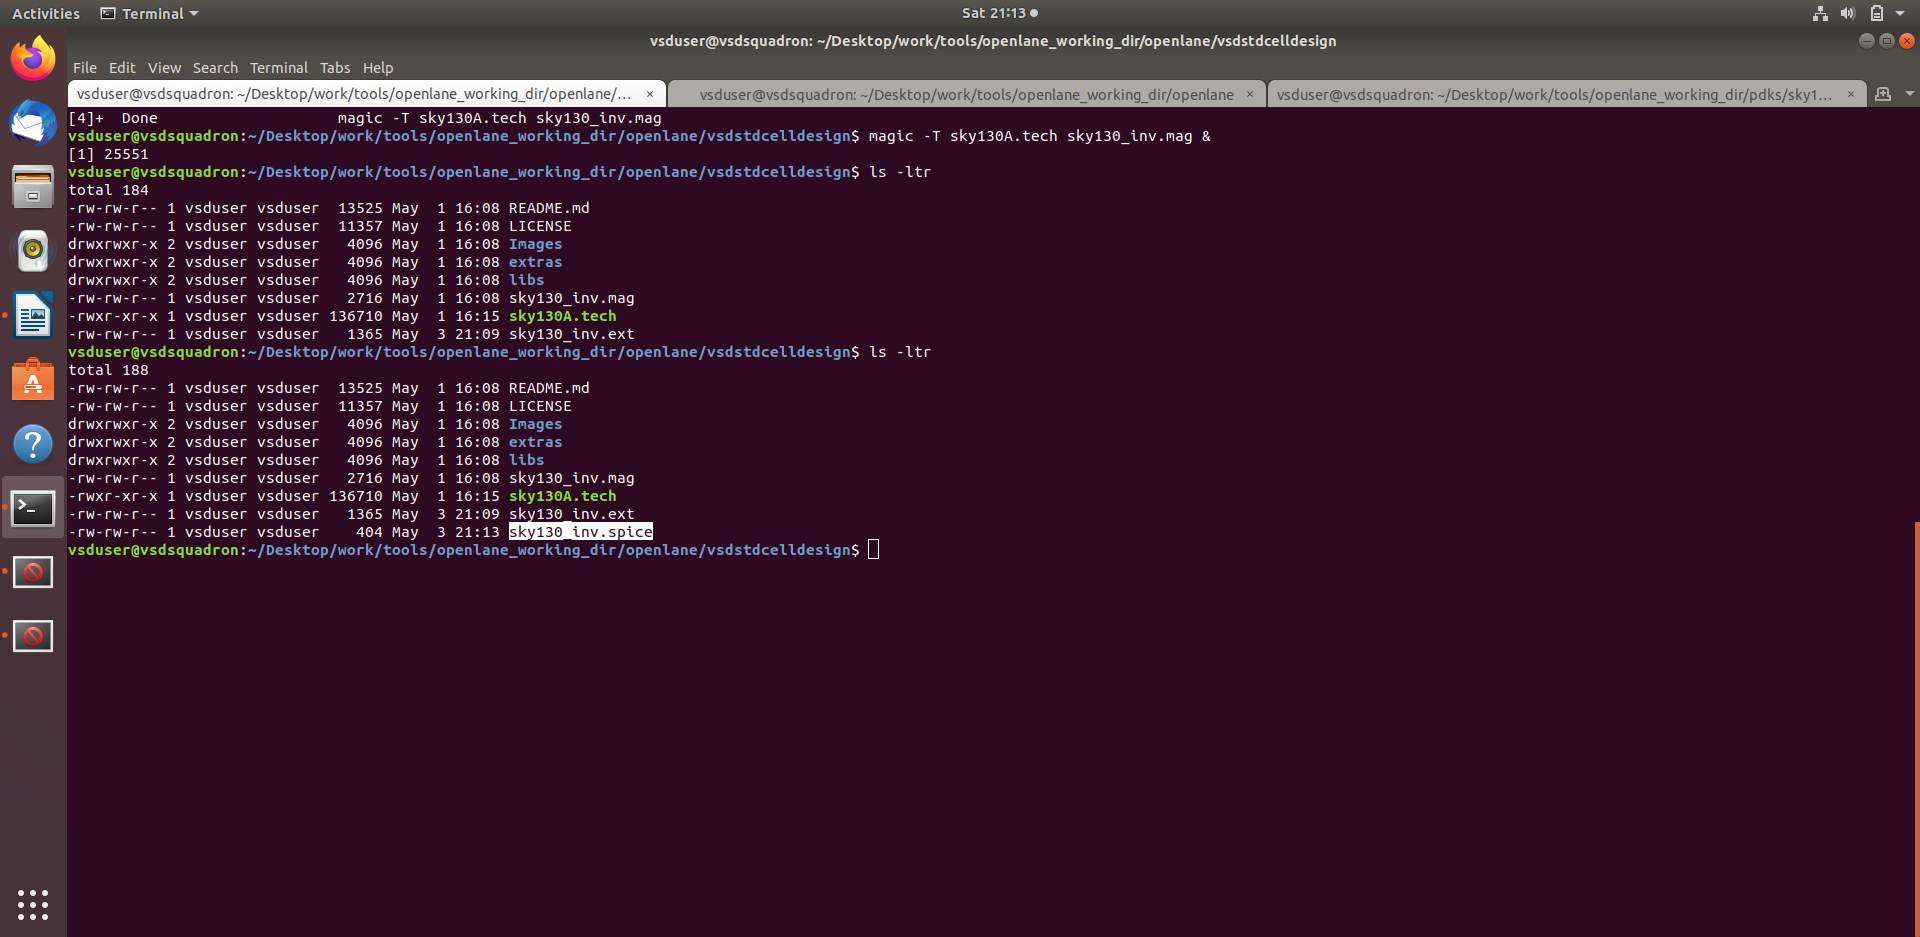 Activities Terminal Sat 21:13
vsduser@vsdsquadron: ~/Desktop/work/tools/openlane_working_dir/openlane/vsdstdcelldesign
File Edit View Search Terminal Tabs Help
vsduser@vsdsquadron: ~/Desktop/work/tools/openlane_working_dir/openlane/... × vsduser@vsdsquadron: ~/Desktop/work/tools/openlane_working_dir/openlane × vsduser@vsdsquadron: ~/Desktop/work/tools/openlane_working_dir/pdks/sky1... ×
[4]+  Done                    magic -T sky130A.tech sky130_inv.mag
vsduser@vsdsquadron:~/Desktop/work/tools/openlane_working_dir/openlane/vsdstdcelldesign$ magic -T sky130A.tech sky130_inv.mag &
[1] 25551
vsduser@vsdsquadron:~/Desktop/work/tools/openlane_working_dir/openlane/vsdstdcelldesign$ ls -ltr
total 184
-rw-rw-r-- 1 vsduser vsduser  13525 May  1 16:08 README.md
-rw-rw-r-- 1 vsduser vsduser  11357 May  1 16:08 LICENSE
drwxrwxr-x 2 vsduser vsduser   4096 May  1 16:08 Images
drwxrwxr-x 2 vsduser vsduser   4096 May  1 16:08 extras
drwxrwxr-x 2 vsduser vsduser   4096 May  1 16:08 libs
-rw-rw-r-- 1 vsduser vsduser   2716 May  1 16:08 sky130_inv.mag
-rwxr-xr-x 1 vsduser vsduser 136710 May  1 16:15 sky130A.tech
-rw-rw-r-- 1 vsduser vsduser   1365 May  3 21:09 sky130_inv.ext
vsduser@vsdsquadron:~/Desktop/work/tools/openlane_working_dir/openlane/vsdstdcelldesign$ ls -ltr
total 188
-rw-rw-r-- 1 vsduser vsduser  13525 May  1 16:08 README.md
-rw-rw-r-- 1 vsduser vsduser  11357 May  1 16:08 LICENSE
drwxrwxr-x 2 vsduser vsduser   4096 May  1 16:08 Images
drwxrwxr-x 2 vsduser vsduser   4096 May  1 16:08 extras
drwxrwxr-x 2 vsduser vsduser   4096 May  1 16:08 libs
-rw-rw-r-- 1 vsduser vsduser   2716 May  1 16:08 sky130_inv.mag
-rwxr-xr-x 1 vsduser vsduser 136710 May  1 16:15 sky130A.tech
-rw-rw-r-- 1 vsduser vsduser   1365 May  3 21:09 sky130_inv.ext
-rw-rw-r-- 1 vsduser vsduser    404 May  3 21:13 sky130_inv.spice
vsduser@vsdsquadron:~/Desktop/work/tools/openlane_working_dir/openlane/vsdstdcelldesign$